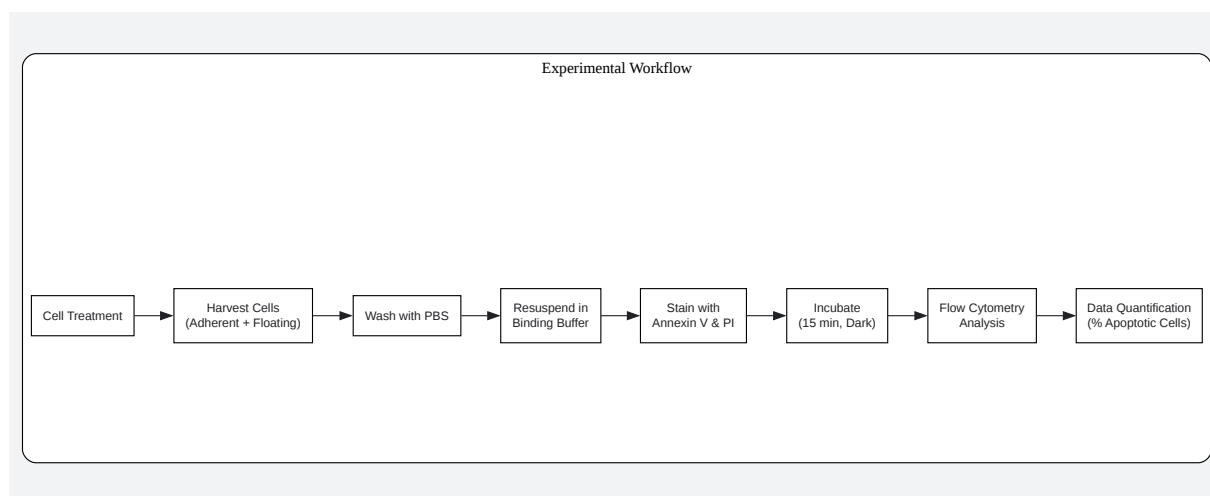 Experimental Workflow
Cell Treatment
Harvest Cells
(Adherent + Floating)
Wash with PBS
Resuspend in
Binding Buffer
Stain with
Annexin V & PI
Incubate
(15 min, Dark)
Flow Cytometry
Analysis
Data Quantification
(% Apoptotic Cells)